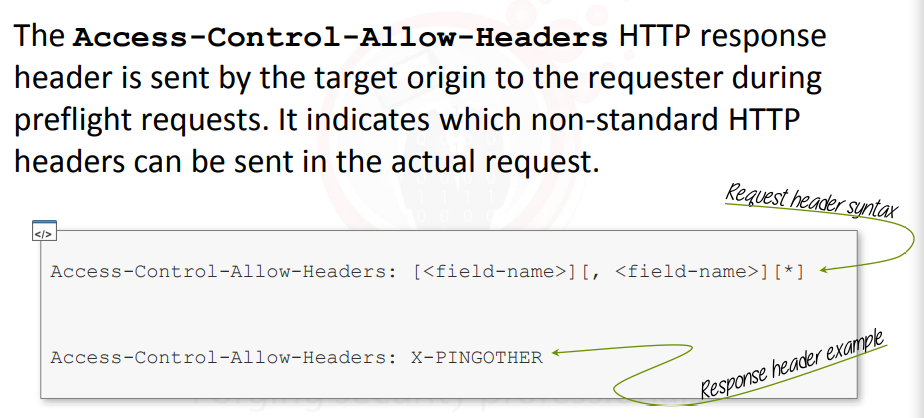 The Access-Control-Allow-Headers HTTP response
header is sent by the target origin to the requester during
preflight requests. It indicates which non-standard HTTP
headers can be sent in the actual request.
Request header syntax
</>
Access-Control-Allow-Headers: [<field-name>][, <field-name>][*]
Access-Control-Allow-Headers: X-PINGOTHER
Response header example